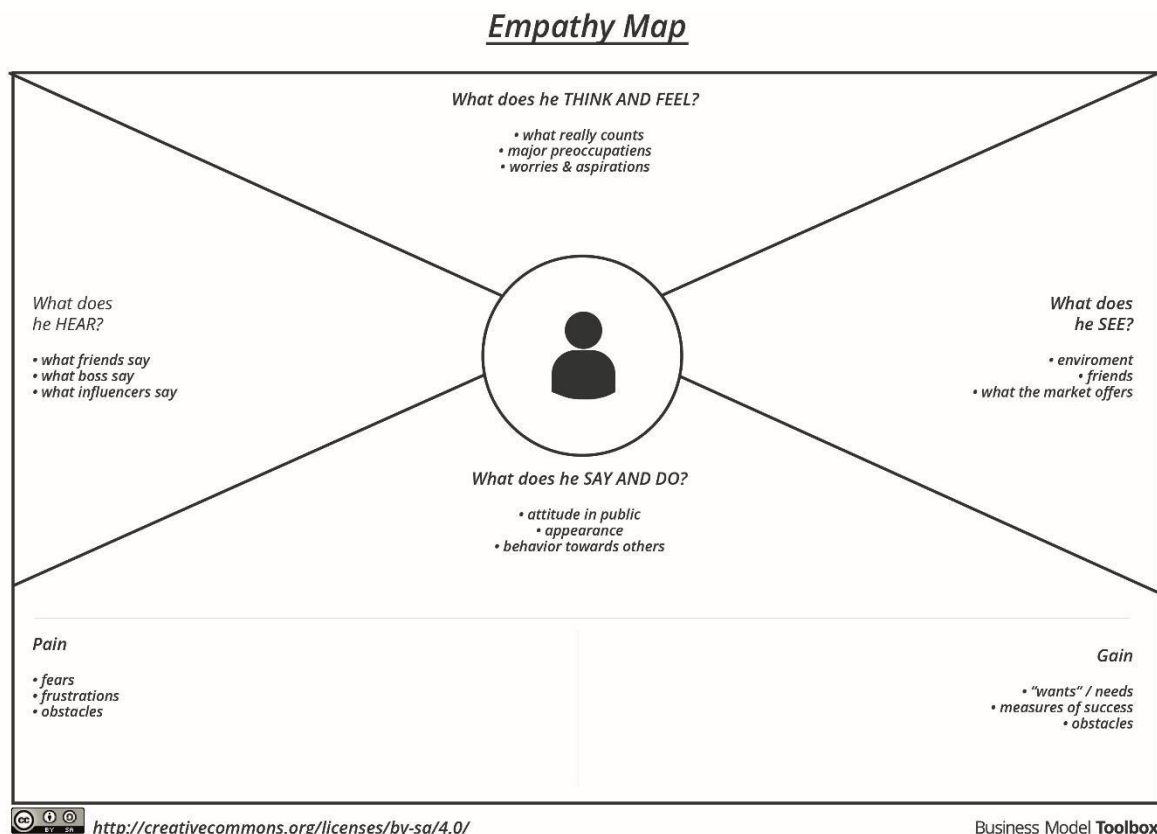 Empathy Map
What does he THINK AND FEEL?
• what really counts
• major preoccupatiens
• worries & aspirations
What does
he HEAR?
• what friends say
• what boss say
• what influencers say
What does
he SEE?
• enviroment
• friends
• what the market offers
What does he SAY AND DO?
• attitude in public
• appearance
• behavior towards others
Pain
• fears
• frustrations
• obstacles
Gain
• “wants” / needs
• measures of success
• obstacles
cc BY SA
http://creativecommons.org/licenses/by-sa/4.0/
Business Model Toolbox